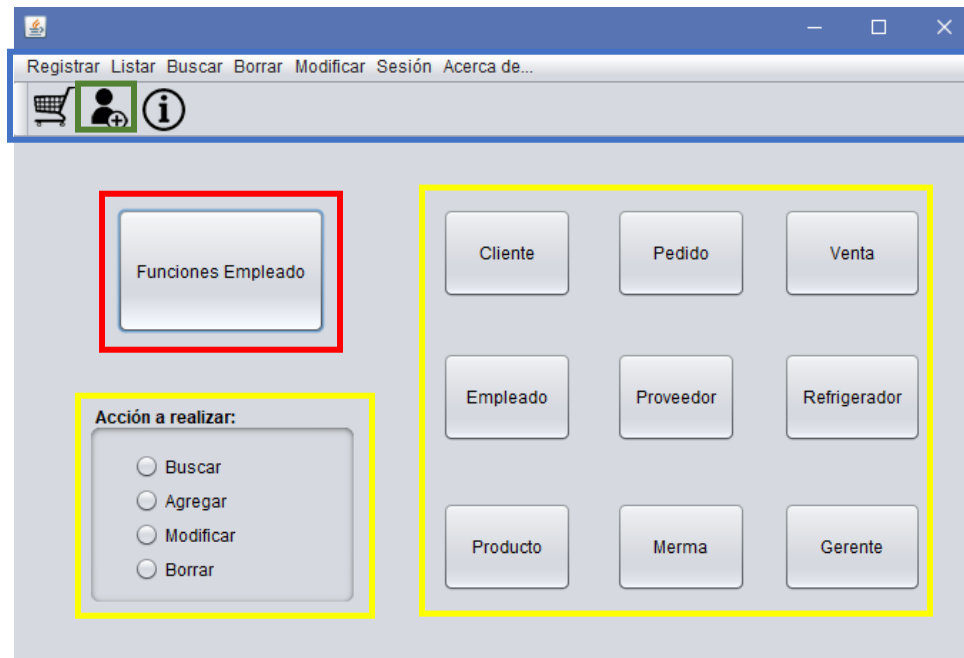 Registrar Listar Buscar Borrar Modificar Sesión Acerca de...
Funciones Empleado
Cliente Pedido Venta
Empleado Proveedor Refrigerador
Acción a realizar:
Buscar
Agregar
Modificar
Borrar
Producto Merma Gerente